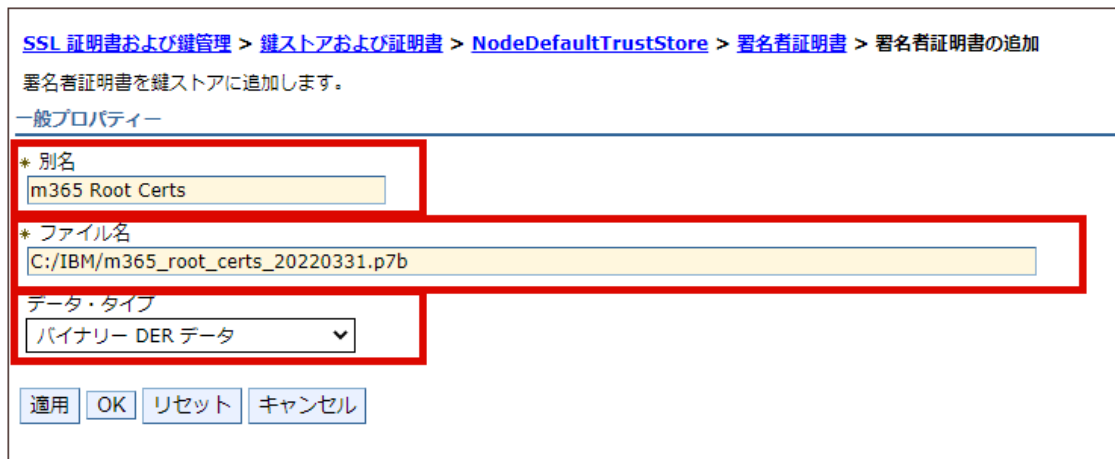 SSL 証明書および鍵管理 > 鍵ストアおよび証明書 > NodeDefaultTrustStore > 署名者証明書 > 署名者証明書の追加
署名者証明書を鍵ストアに追加します。
一般プロパティー
* 別名
m365 Root Certs
* ファイル名
C:/IBM/m365_root_certs_20220331.p7b
データ・タイプ
バイナリー DER データ
適用 OK リセット キャンセル